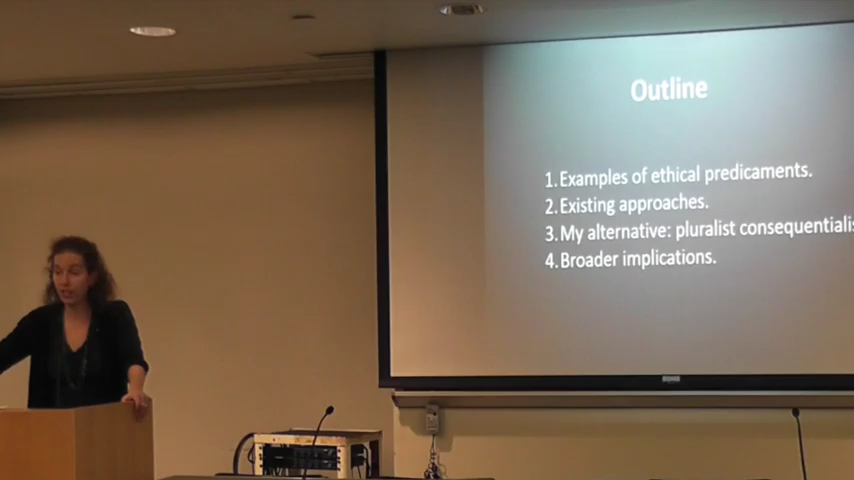 Outline
1. Examples of ethical predicaments.
2. Existing approaches.
3. My alternative: pluralist consequentialis
4. Broader implications.